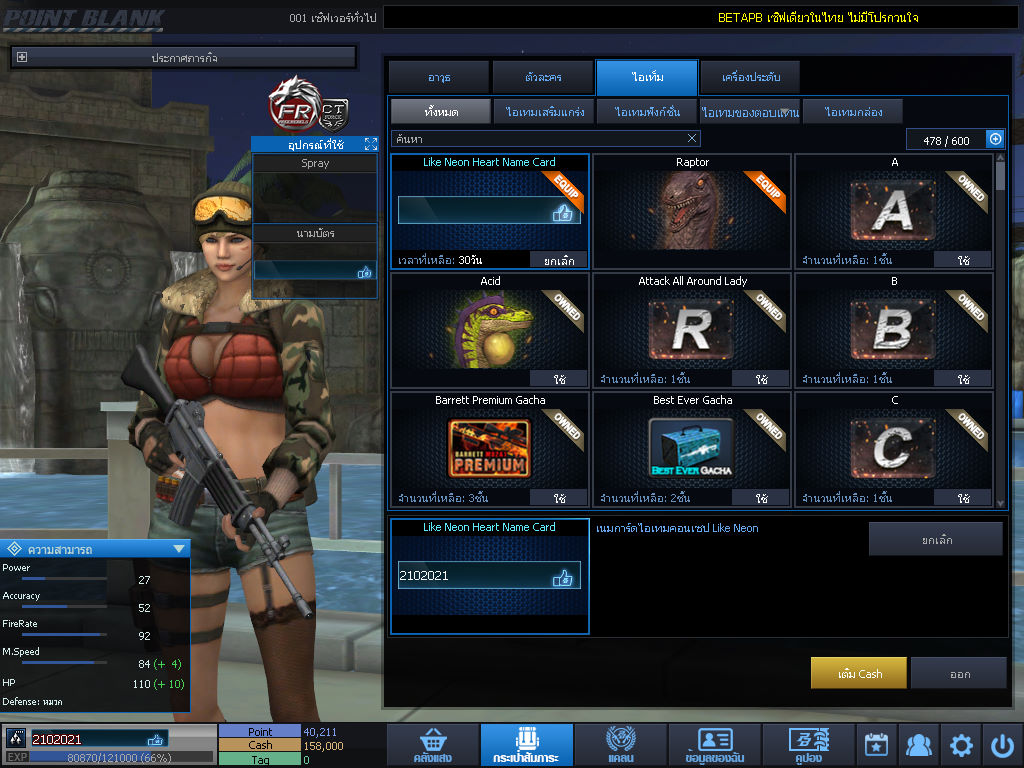 POINT BLANK
001 เซิฟเวอร์ทั่วไป
BETAPB เซิฟเดียวในไทย ไม่มีโปรกวนใจ
ประกาศภารกิจ
อาวุธ
ตัวละคร
ไอเท็ม
เครื่องประดับ
ทั้งหมด
ไอเทมเสริมแกร่ง
ไอเทมฟังก์ชั่น
ไอเทมของตอบแทน
ไอเทมกล่อง
ค้นหา
478 / 600
FR
CT
FORCE
อุปกรณ์ที่ใช้
Spray
นามบัตร
Like Neon Heart Name Card
EQUIP
เวลาที่เหลือ: 30วัน
ยกเลิก
Raptor
EQUIP
A
OWNED
A
จำนวนที่เหลือ: 1ชั้น
ใช้
Acid
OWNED
ใช้
Attack All Around Lady
OWNED
R
จำนวนที่เหลือ: 1ชั้น
ใช้
B
OWNED
B
จำนวนที่เหลือ: 1ชั้น
ใช้
Barrett Premium Gacha
OWNED
BARRETT M82A1
PREMIUM
จำนวนที่เหลือ: 3ชั้น
ใช้
Best Ever Gacha
OWNED
BEST EVER GACHA
จำนวนที่เหลือ: 2ชั้น
ใช้
C
OWNED
C
จำนวนที่เหลือ: 1ชั้น
ใช้
Like Neon Heart Name Card
2102021
เนมการ์ดไอเทมคอนเซป Like Neon
ยกเลิก
ความสามารถ
Power
27
Accuracy
52
FireRate
92
M.Speed
84 (+ 4)
HP
110 (+ 10)
Defense: หมวก
เติม Cash
ออก
2102021
EXP
80870/121000 (66%)
Point
40,211
Cash
158,000
Tag
0
คลังแสง
กระเป๋าสัมภาระ
แคลน
ข้อมูลของฉัน
คูปอง